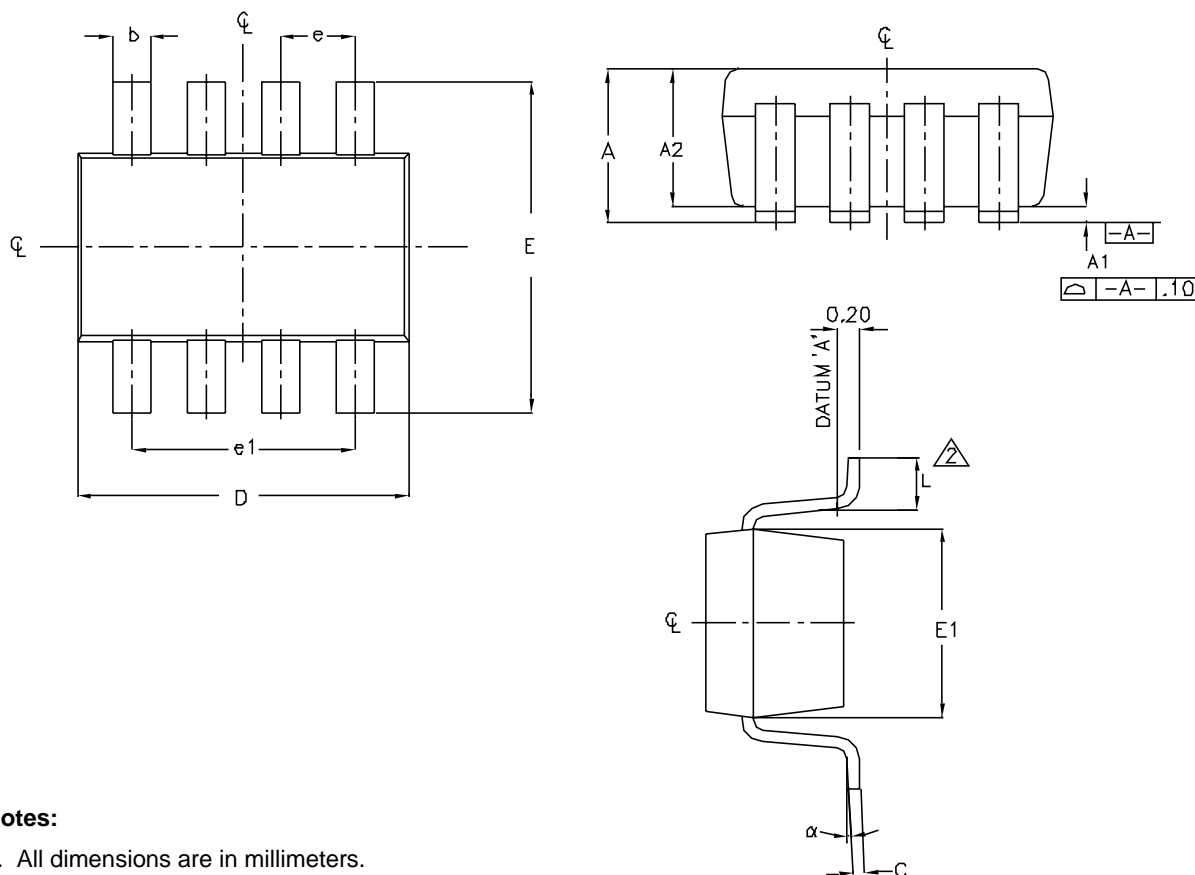 b
℄
e
℄
E
e1
D
℄
A
A2
A1
-A-
-A- .10
0.20
DATUM 'A'
2
L
℄
E1
α
C
otes:
. All dimensions are in millimeters.